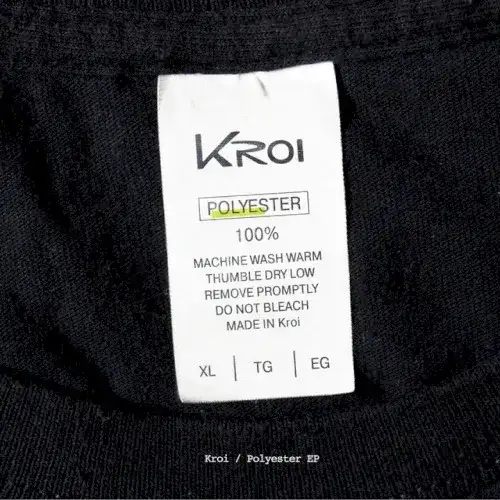 KROI
POLYESTER
100%
MACHINE WASH WARM
THUMBLE DRY LOW
REMOVE PROMPTLY
DO NOT BLEACH
MADE IN Kroi
XL | TG | EG
Kroi / Polyester EP